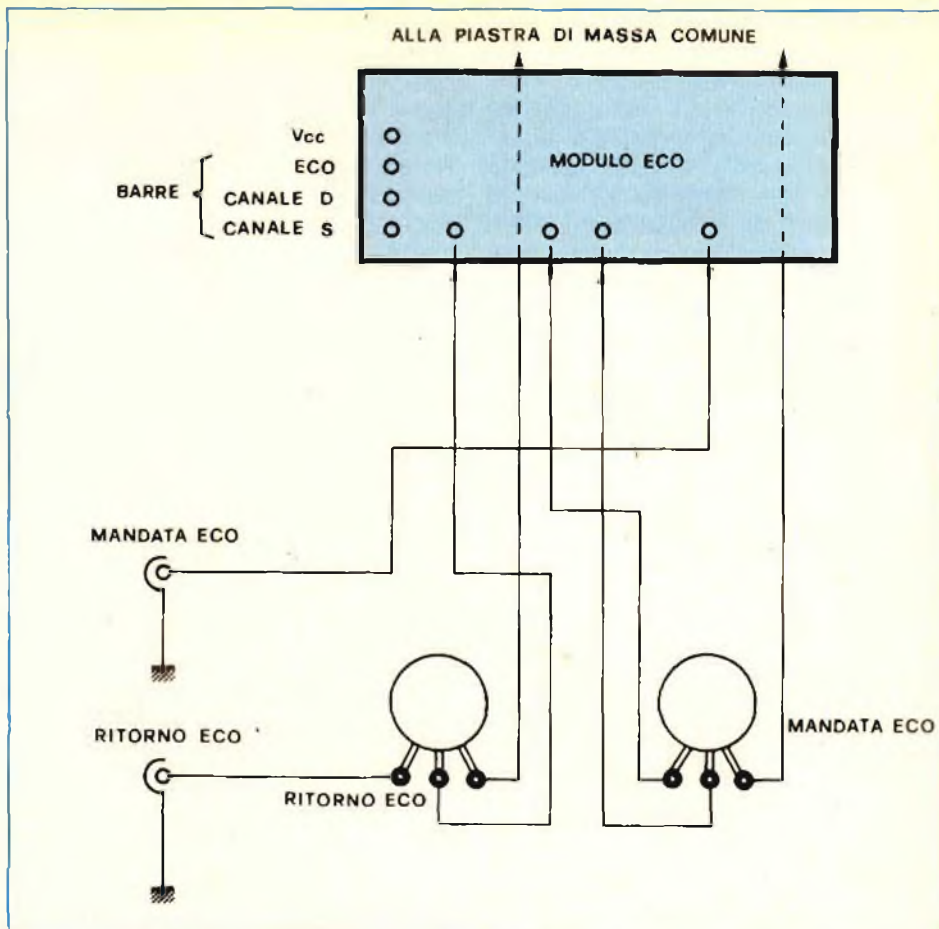 ALLA PIASTRA DI MASSA COMUNE
Vcc
ECO
BARRE
CANALE D
CANALE S
MODULO ECO
MANDATA ECO
RITORNO ECO
RITORNO ECO
MANDATA ECO